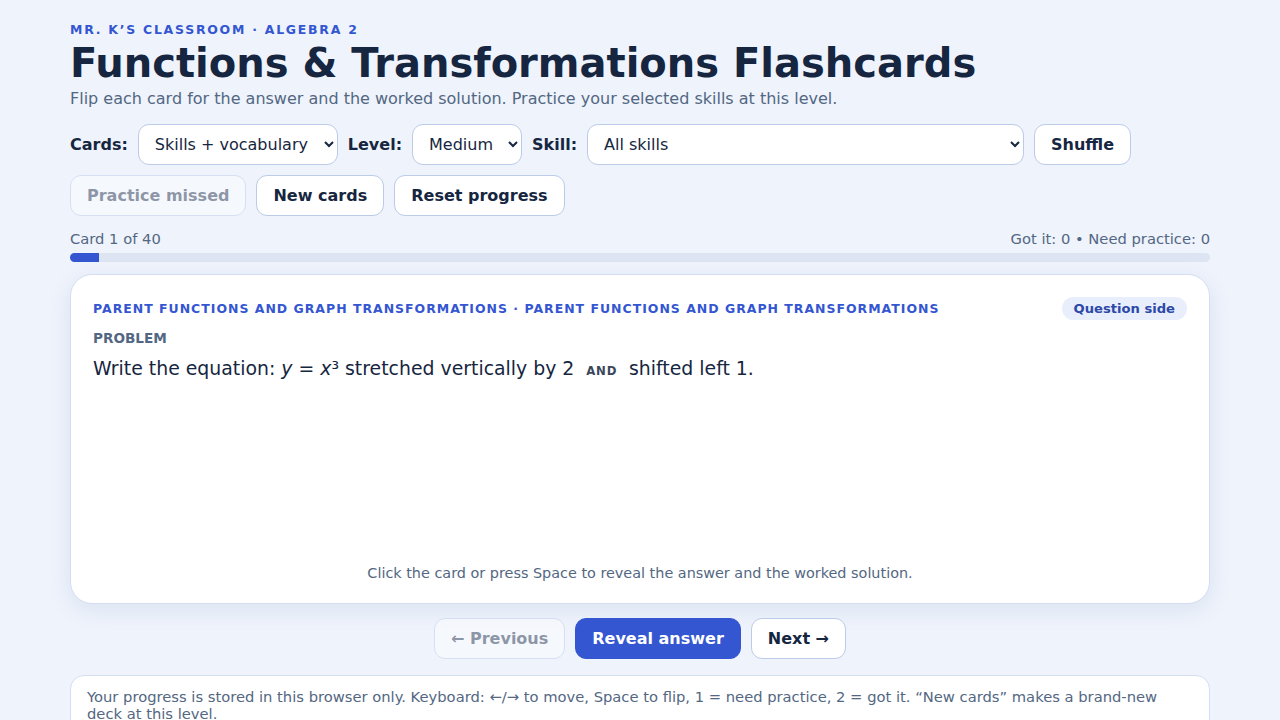 MR. K’S CLASSROOM · ALGEBRA 2
Functions & Transformations Flashcards
Flip each card for the answer and the worked solution. Practice your selected skills at this level.
Cards: Skills + vocabulary Level: Medium Skill: All skills Shuffle
Practice missed New cards Reset progress
Card 1 of 40 Got it: 0 • Need practice: 0
PARENT FUNCTIONS AND GRAPH TRANSFORMATIONS · PARENT FUNCTIONS AND GRAPH TRANSFORMATIONS Question side
PROBLEM
Write the equation: y = x³ stretched vertically by 2 AND shifted left 1.
Click the card or press Space to reveal the answer and the worked solution.
← Previous Reveal answer Next →
Your progress is stored in this browser only. Keyboard: ←/→ to move, Space to flip, 1 = need practice, 2 = got it. “New cards” makes a brand-new
deck at this level.